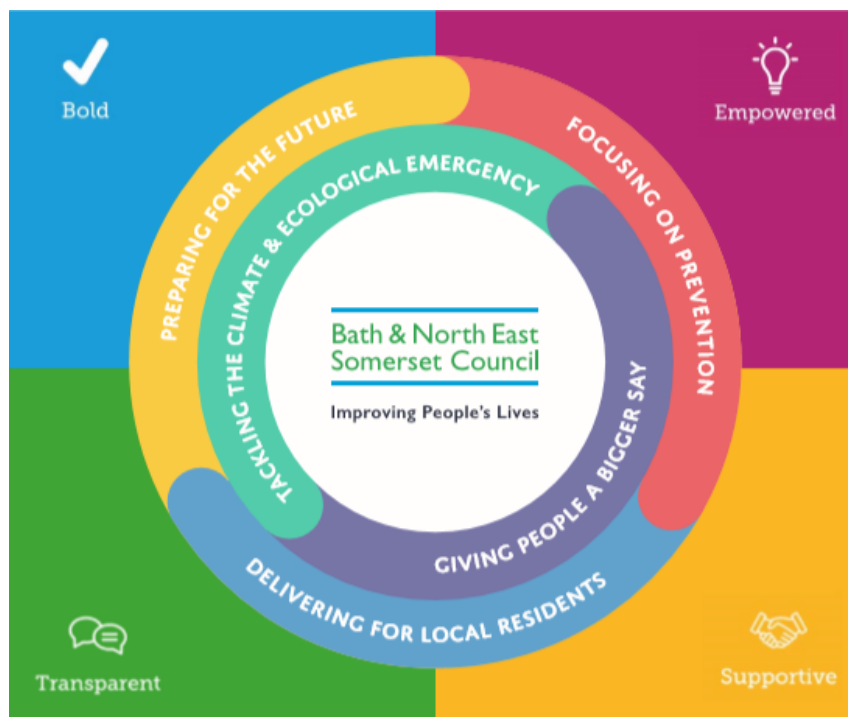 Bold
Empowered
PREPARING FOR THE FUTURE
FOCUSING ON PREVENTION
TACKLING THE CLIMATE & ECOLOGICAL EMERGENCY
Bath & North East
Somerset Council
Improving People's Lives
GIVING PEOPLE A BIGGER SAY
DELIVERING FOR LOCAL RESIDENTS
Transparent
Supportive